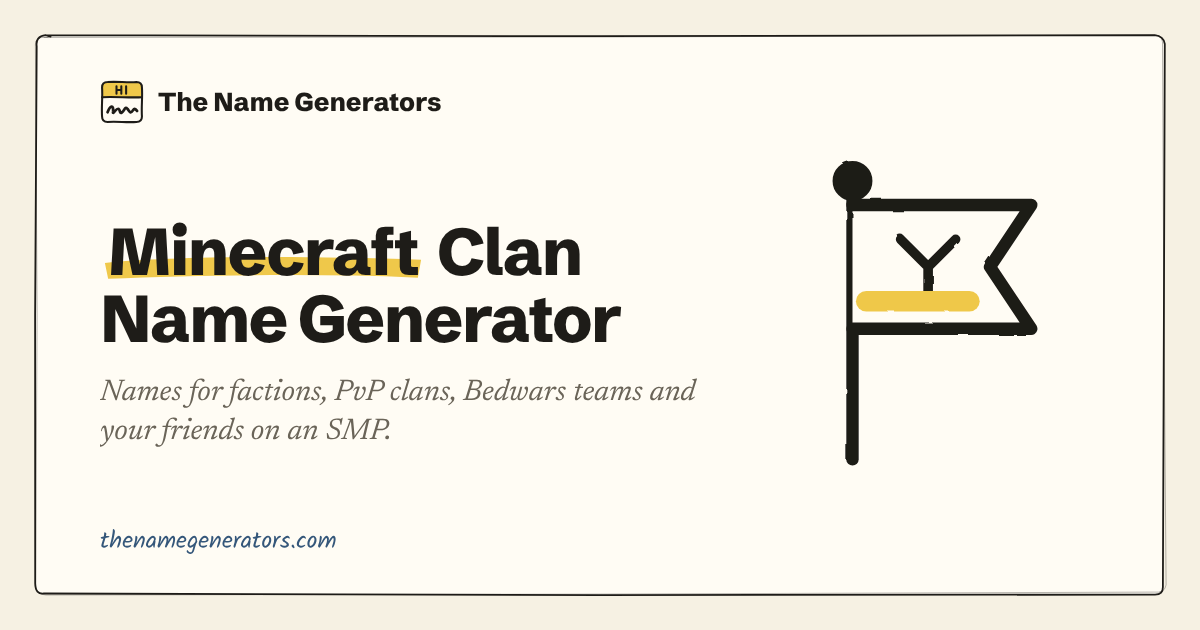 HI
The Name Generators
Minecraft Clan
Name Generator
Names for factions, PvP clans, Bedwars teams and
your friends on an SMP.
thenamegenerators.com